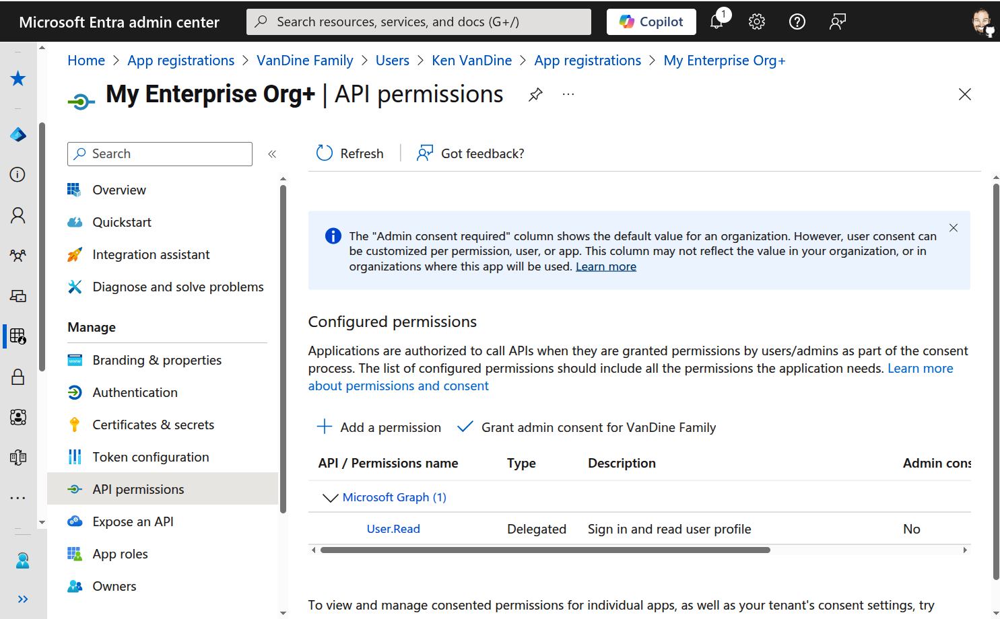 Microsoft Entra admin center
Search resources, services, and docs (G+/)
Copilot
1
Home > App registrations > VanDine Family > Users > Ken VanDine > App registrations > My Enterprise Org+
My Enterprise Org+ | API permissions
Search
Refresh
Got feedback?
Overview
Quickstart
Integration assistant
Diagnose and solve problems
Manage
Branding & properties
Authentication
Certificates & secrets
Token configuration
API permissions
Expose an API
App roles
Owners
The "Admin consent required" column shows the default value for an organization. However, user consent can
be customized per permission, user, or app. This column may not reflect the value in your organization, or in
organizations where this app will be used. Learn more
Configured permissions
Applications are authorized to call APIs when they are granted permissions by users/admins as part of the consent
process. The list of configured permissions should include all the permissions the application needs. Learn more
about permissions and consent
Add a permission
Grant admin consent for VanDine Family
API / Permissions name Type Description Admin cons
Microsoft Graph (1)
User.Read Delegated Sign in and read user profile No
To view and manage consented permissions for individual apps, as well as your tenant's consent settings, try